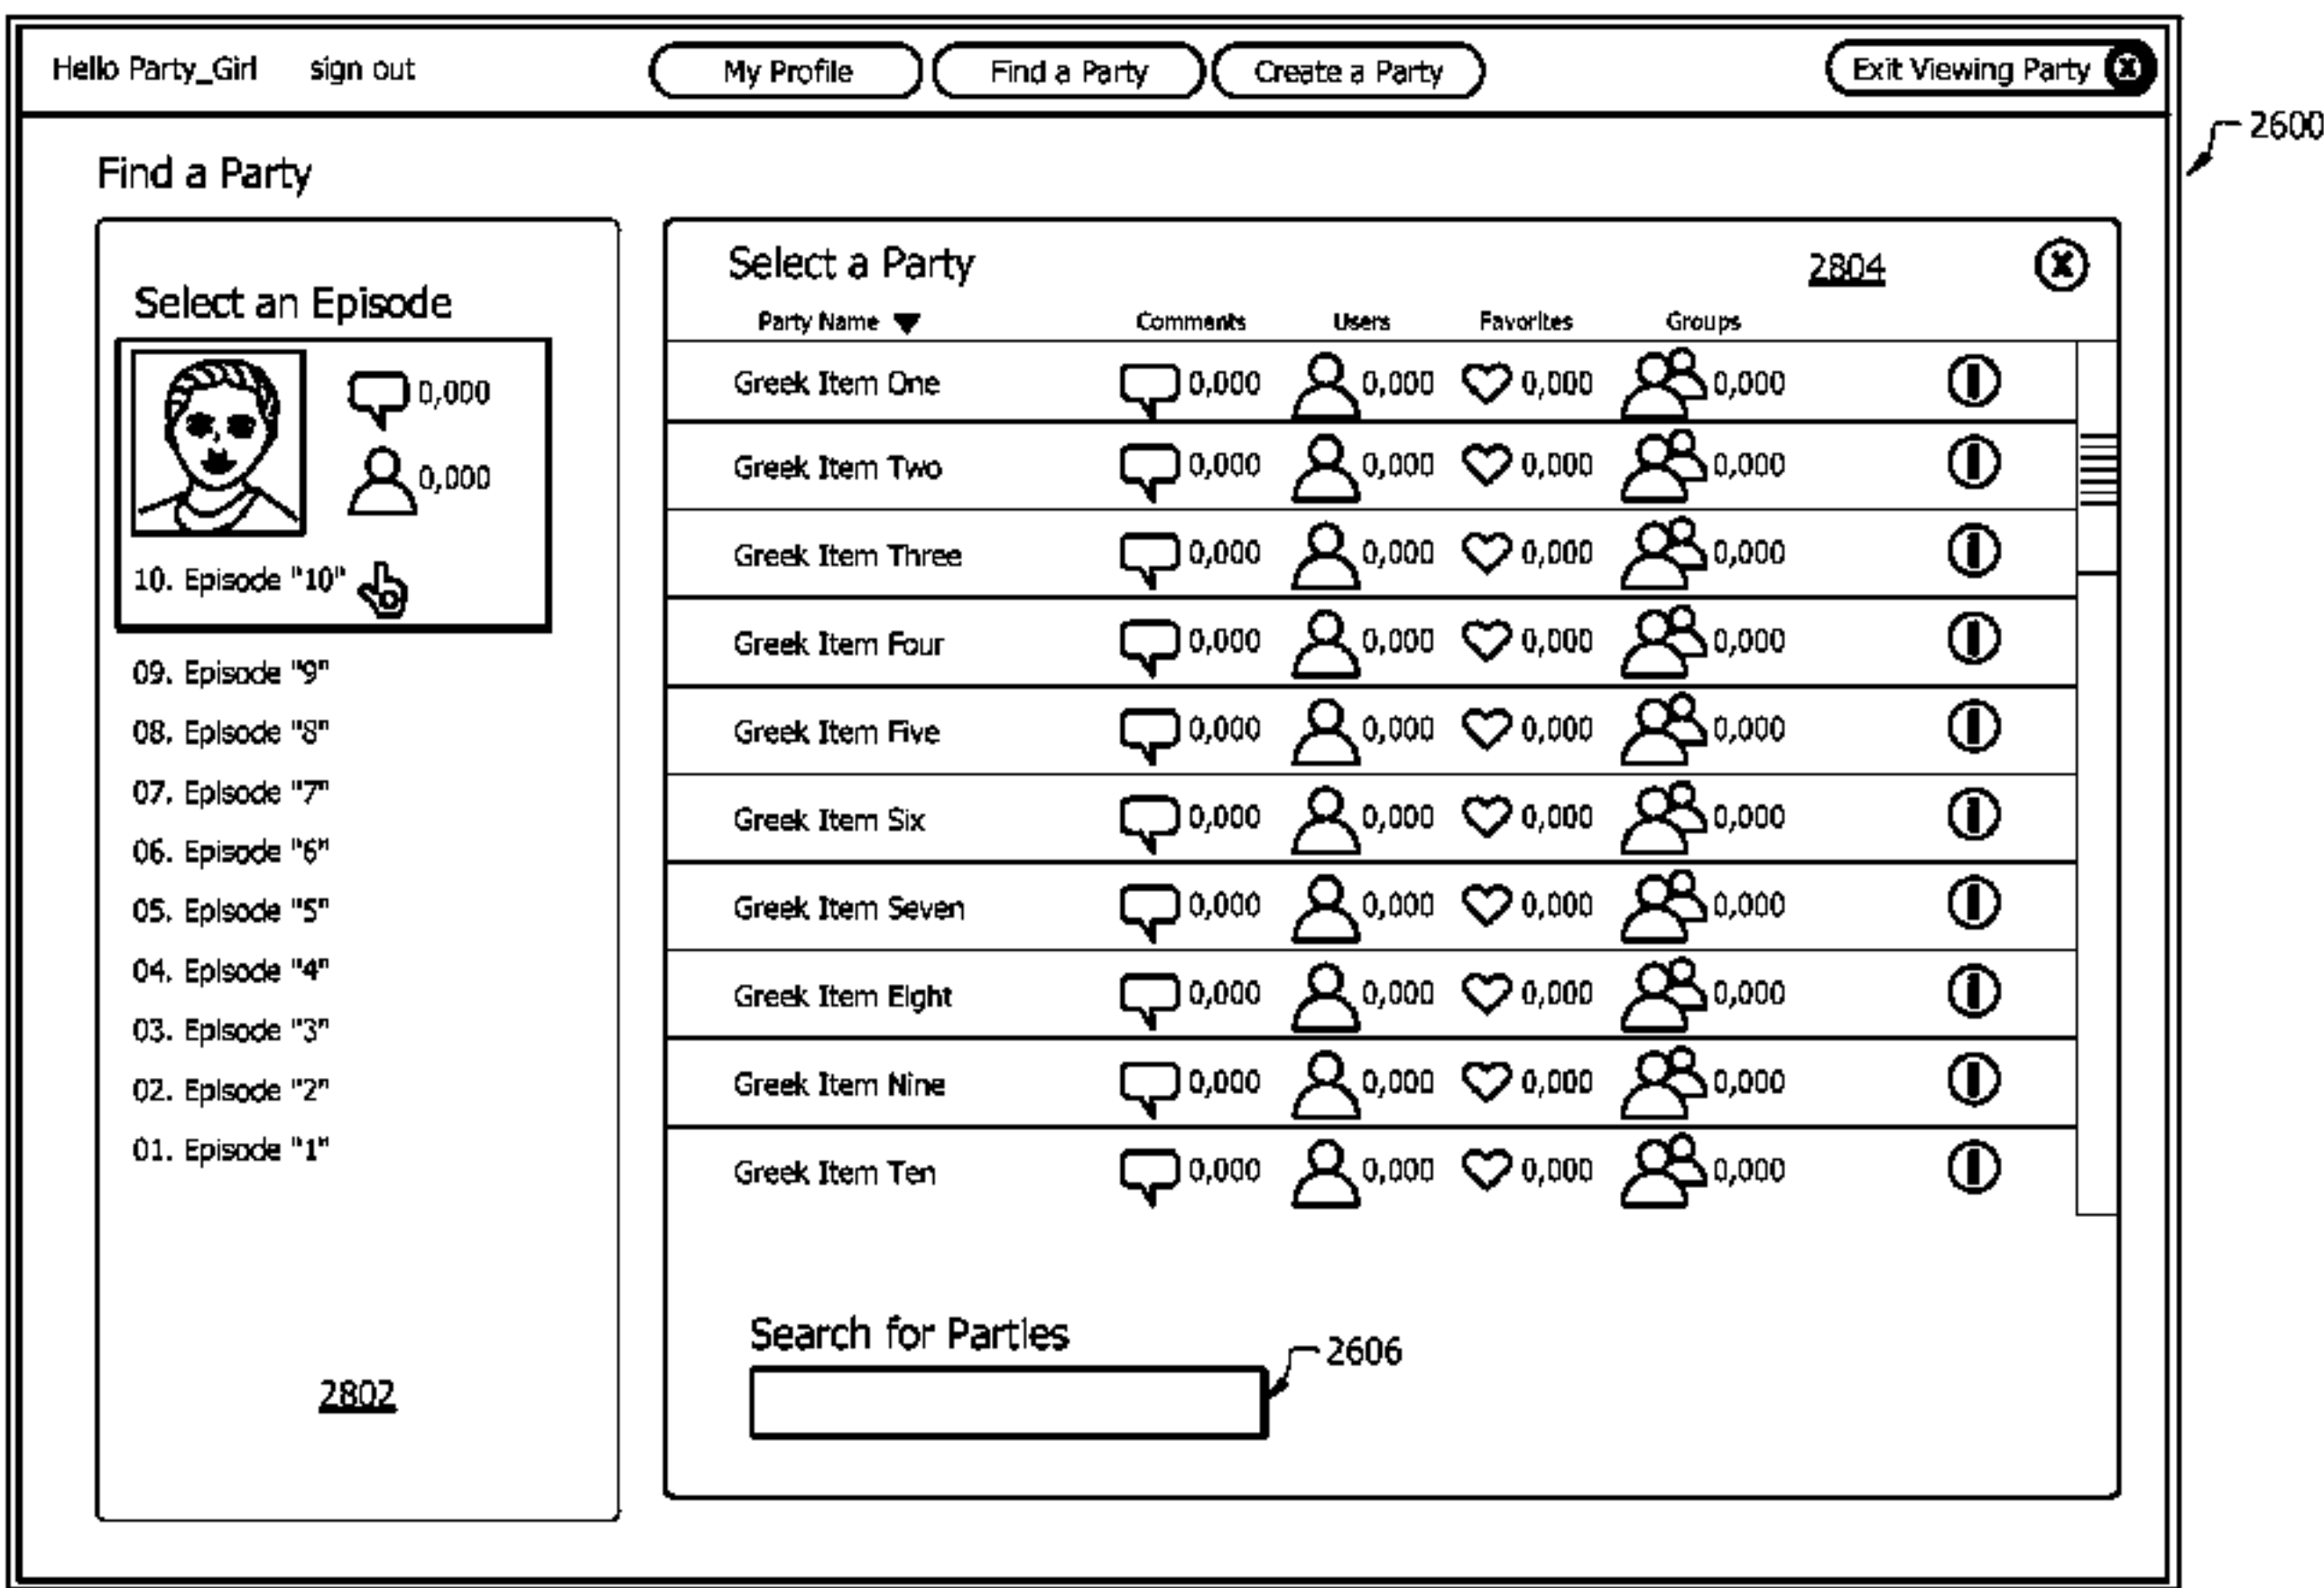 Hello Party_Girl sign out My Profile Find a Party Create a Party Exit Viewing Party X
2600
Find a Party
Select an Episode
0,000
0,000
10. Episode "10"
09. Episode "9"
08. Episode "8"
07. Episode "7"
06. Episode "6"
05. Episode "5"
04. Episode "4"
03. Episode "3"
02. Episode "2"
01. Episode "1"
2802
Select a Party 2804 X
Party Name Comments Users Favorites Groups
Greek Item One 0,000 0,000 0,000 0,000 i
Greek Item Two 0,000 0,000 0,000 0,000 i
Greek Item Three 0,000 0,000 0,000 0,000 i
Greek Item Four 0,000 0,000 0,000 0,000 i
Greek Item Five 0,000 0,000 0,000 0,000 i
Greek Item Six 0,000 0,000 0,000 0,000 i
Greek Item Seven 0,000 0,000 0,000 0,000 i
Greek Item Eight 0,000 0,000 0,000 0,000 i
Greek Item Nine 0,000 0,000 0,000 0,000 i
Greek Item Ten 0,000 0,000 0,000 0,000 i
Search for Parties
2606